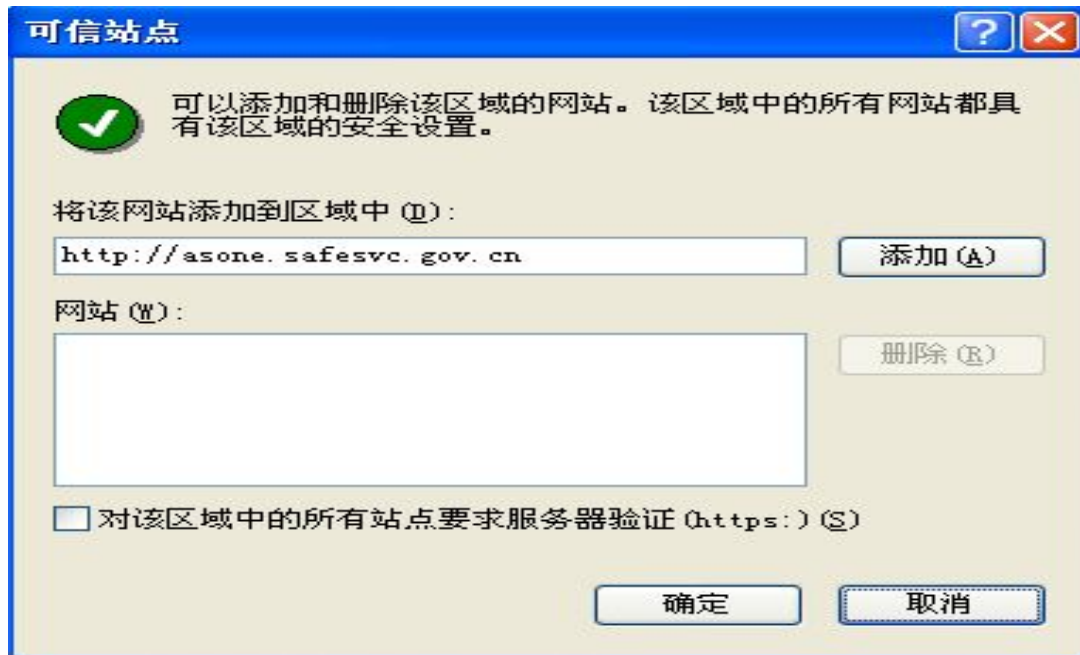 可信站点
可以添加和删除该区域的网站。该区域中的所有网站都具
有该区域的安全设置。
将该网站添加到区域中(D):
http://asone.safesvc.gov.cn
添加(A)
网站(W):
删除(R)
对该区域中的所有站点要求服务器验证(https:)(S)
确定
取消